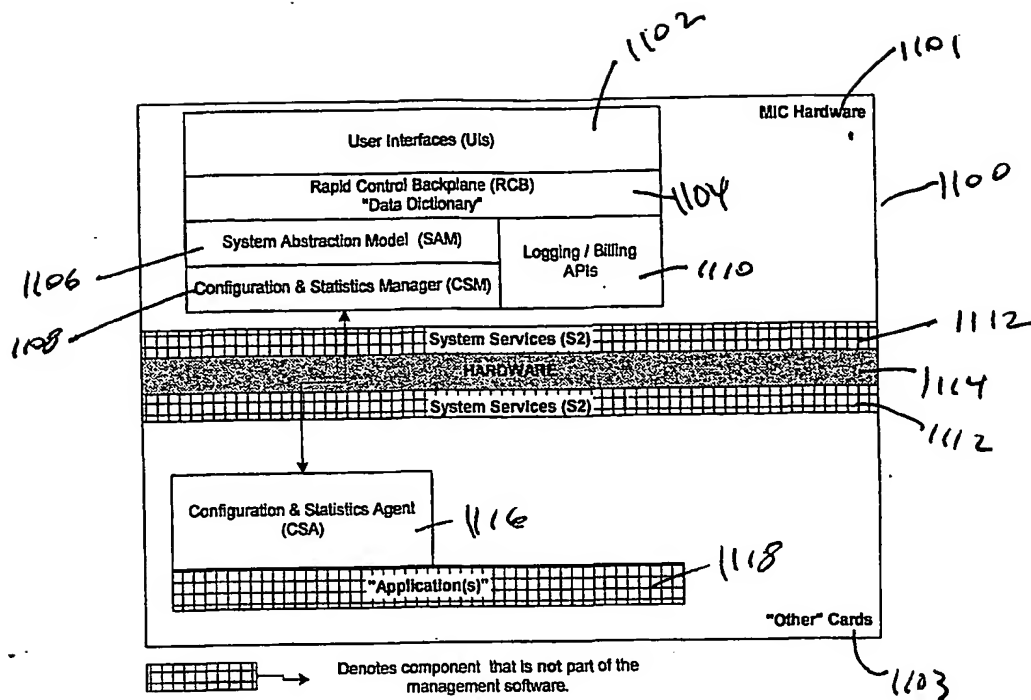 1102
1101
MIC Hardware
User Interfaces (UIs)
1100
Rapid Control Backplane (RCB)
"Data Dictionary"
1104
System Abstraction Model (SAM)
Logging / Billing
APIs
1106
1110
Configuration & Statistics Manager (CSM)
1108
System Services (S2)
1112
HARDWARE
1114
System Services (S2)
1112
Configuration & Statistics Agent
(CSA)
1116
"Application(s)"
1118
"Other" Cards
1103
Denotes component that is not part of the
management software.